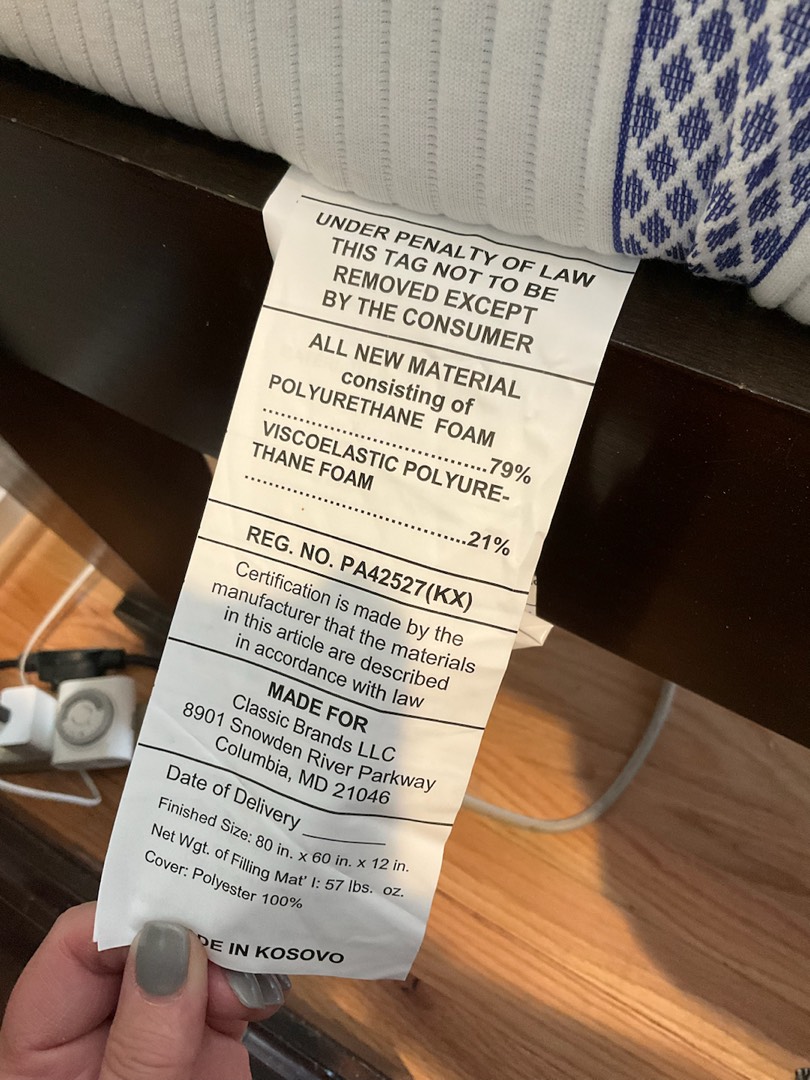 UNDER PENALTY OF LAW
THIS TAG NOT TO BE
REMOVED EXCEPT
BY THE CONSUMER
ALL NEW MATERIAL
consisting of
POLYURETHANE FOAM
..................................79%
VISCOELASTIC POLYURE-
THANE FOAM
..................................21%
REG. NO. PA42527(KX)
Certification is made by the
manufacturer that the materials
in this article are described
in accordance with law
MADE FOR
Classic Brands LLC
8901 Snowden River Parkway
Columbia, MD 21046
Date of Delivery ________
Finished Size: 80 in. x 60 in. x 12 in.
Net Wgt. of Filling Mat' l: 57 lbs. oz.
Cover: Polyester 100%
DE IN KOSOVO